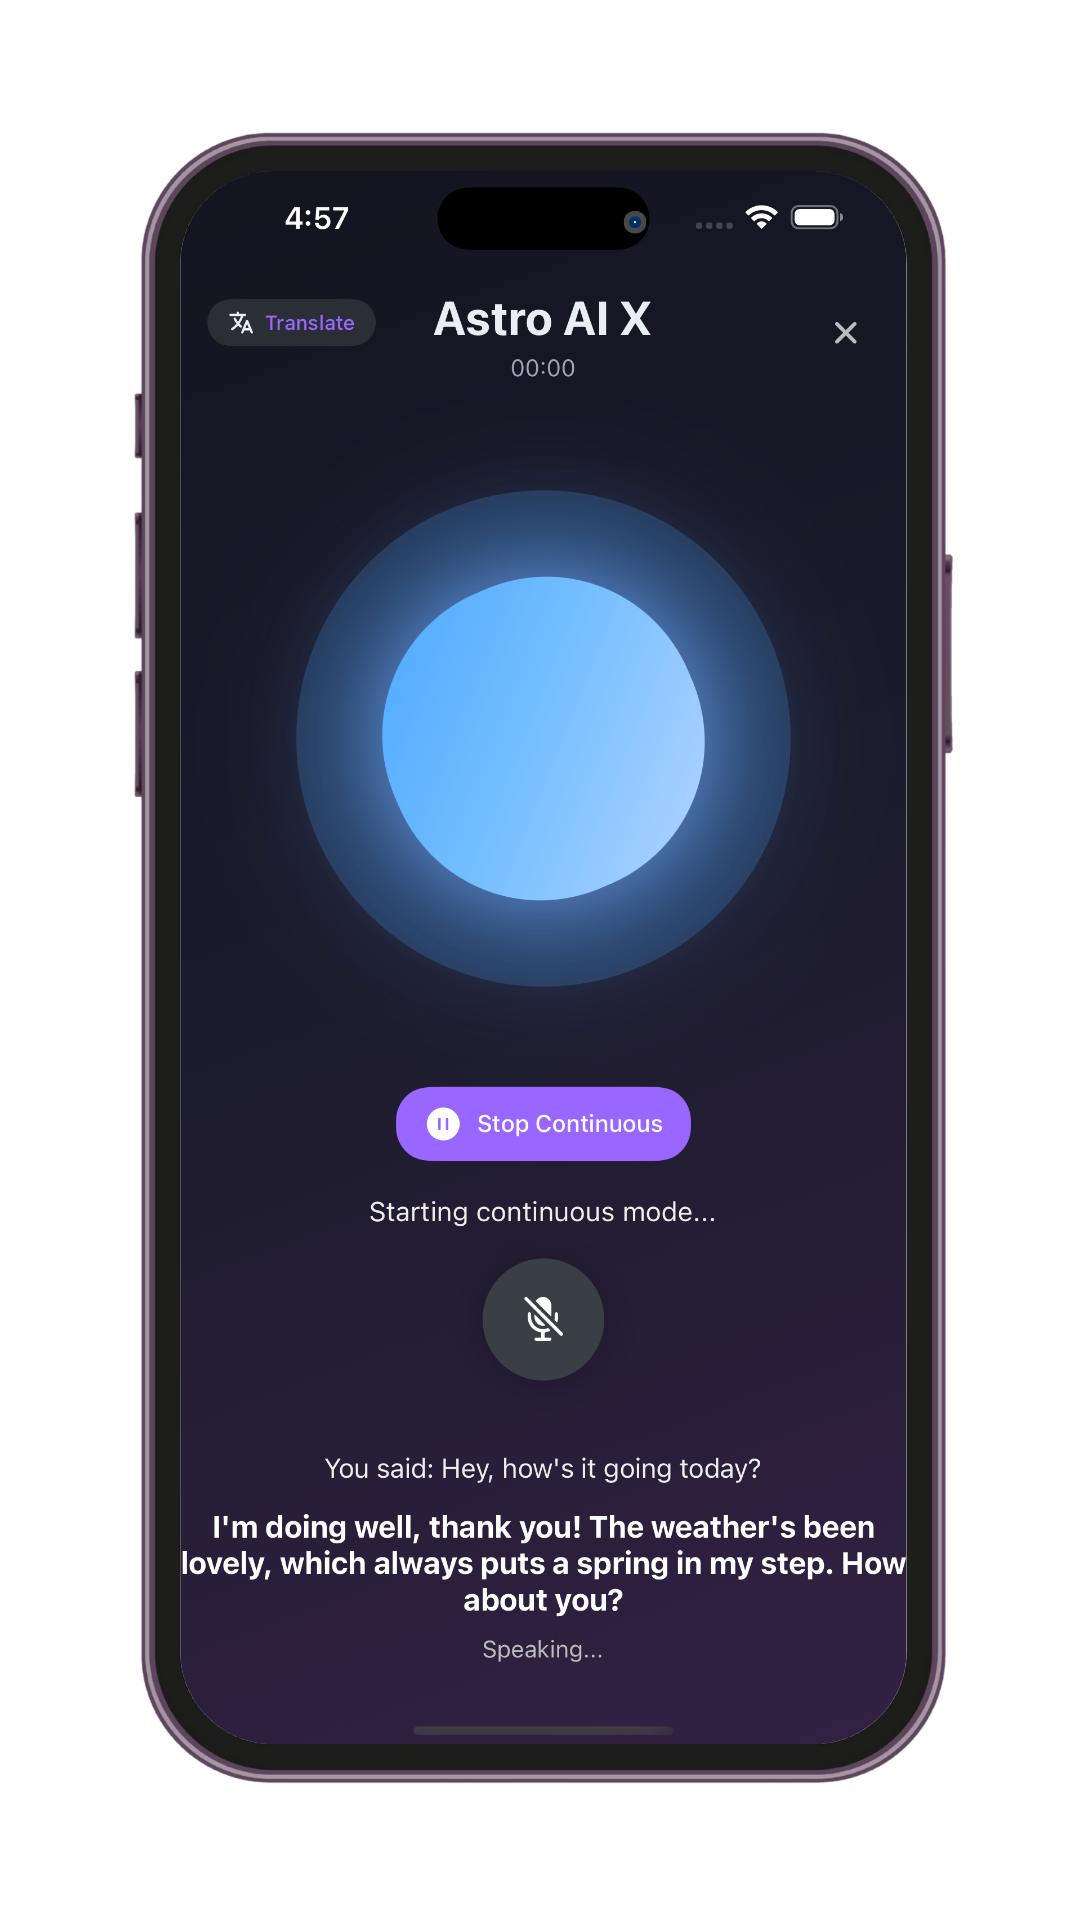 4:57
Translate
Astro AI X
00:00
Stop Continuous
Starting continuous mode...
You said: Hey, how's it going today?
I'm doing well, thank you! The weather's been
lovely, which always puts a spring in my step. How
about you?
Speaking...